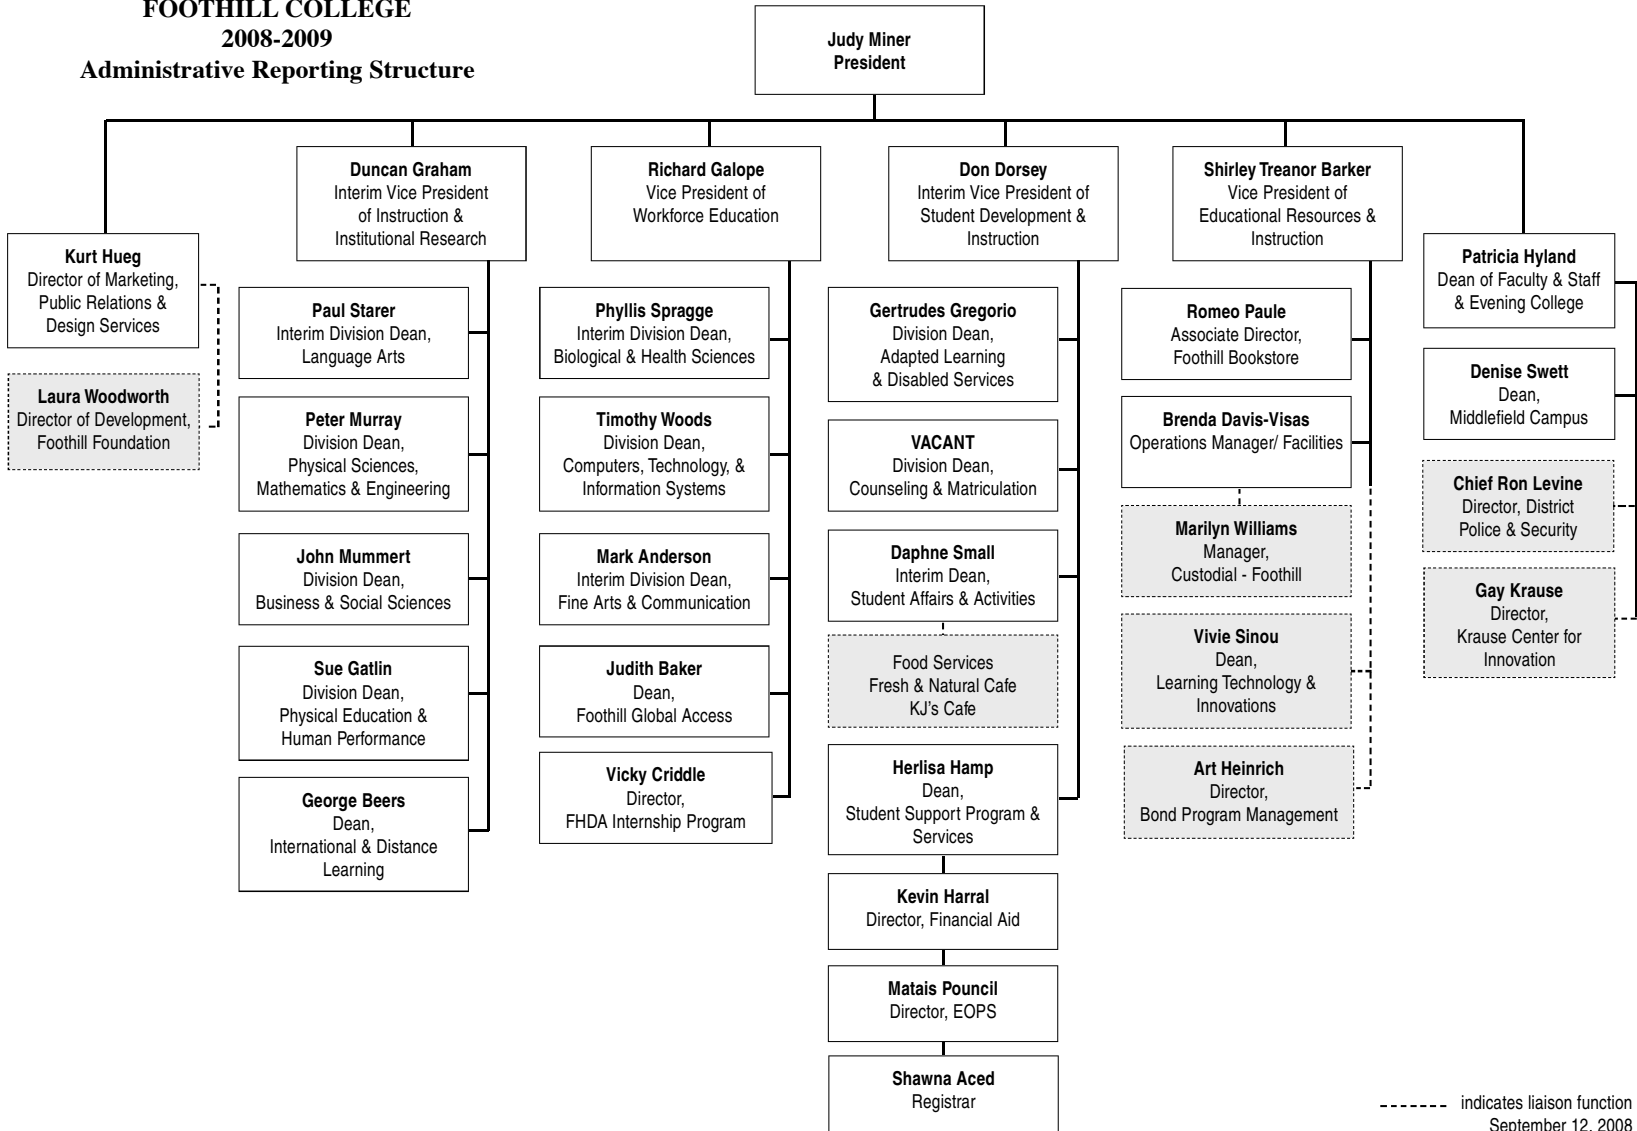 FOOTHILL COLLEGE
2008-2009
Administrative Reporting Structure
Judy Miner
President
Kurt Hueg
Director of Marketing,
Public Relations &
Design Services
Laura Woodworth
Director of Development,
Foothill Foundation
Duncan Graham
Interim Vice President
of Instruction &
Institutional Research
Paul Starer
Interim Division Dean,
Language Arts
Peter Murray
Division Dean,
Physical Sciences,
Mathematics & Engineering
John Mummert
Division Dean,
Business & Social Sciences
Sue Gatlin
Division Dean,
Physical Education &
Human Performance
George Beers
Dean,
International & Distance
Learning
Richard Galope
Vice President of
Workforce Education
Phyllis Spragge
Interim Division Dean,
Biological & Health Sciences
Timothy Woods
Division Dean,
Computers, Technology, &
Information Systems
Mark Anderson
Interim Division Dean,
Fine Arts & Communication
Judith Baker
Dean,
Foothill Global Access
Vicky Criddle
Director,
FHDA Internship Program
Don Dorsey
Interim Vice President of
Student Development &
Instruction
Gertrudes Gregorio
Division Dean,
Adapted Learning
& Disabled Services
VACANT
Division Dean,
Counseling & Matriculation
Daphne Small
Interim Dean,
Student Affairs & Activities
Food Services
Fresh & Natural Cafe
KJ's Cafe
Herlisa Hamp
Dean,
Student Support Program &
Services
Kevin Harral
Director, Financial Aid
Matais Pouncil
Director, EOPS
Shawna Aced
Registrar
Shirley Treanor Barker
Vice President of
Educational Resources &
Instruction
Romeo Paule
Associate Director,
Foothill Bookstore
Brenda Davis-Visas
Operations Manager/ Facilities
Marilyn Williams
Manager,
Custodial - Foothill
Vivie Sinou
Dean,
Learning Technology &
Innovations
Art Heinrich
Director,
Bond Program Management
Patricia Hyland
Dean of Faculty & Staff
& Evening College
Denise Swett
Dean,
Middlefield Campus
Chief Ron Levine
Director, District
Police & Security
Gay Krause
Director,
Krause Center for
Innovation
indicates liaison function
September 12, 2008